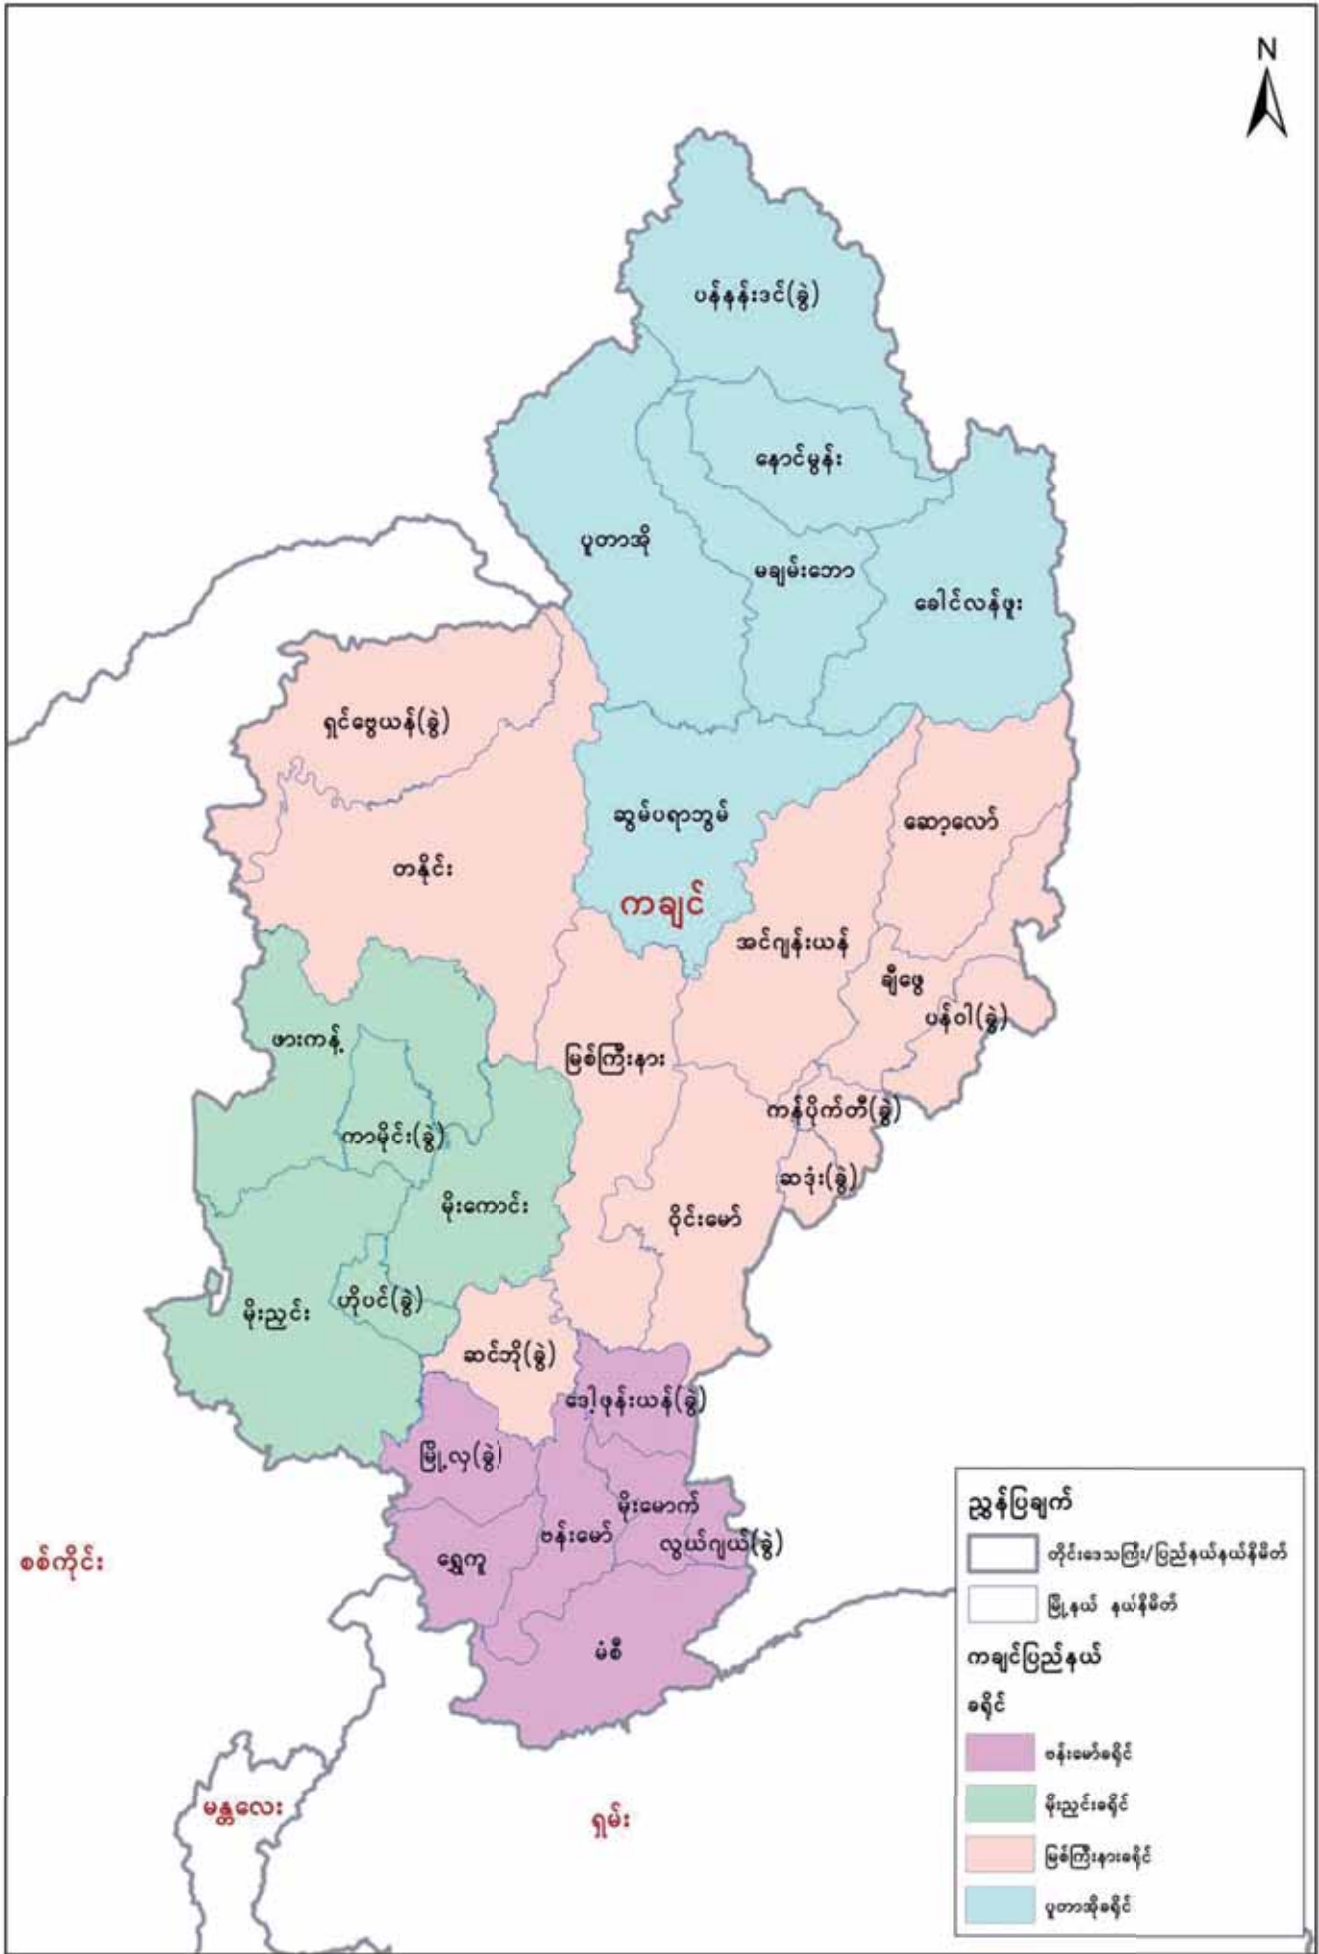 N
ပန်နန်းဒင်(ခွဲ)
နောင်မွန်း
ပူတာအို
မချမ်းဘော
ခေါင်လန်ဖူး
ရှင်ဗွေယန်(ခွဲ)
ဆွမ်ပရာဘွမ်
ဆော့လော်
တနိုင်း
ကချင်
အင်ဂျန်းယန်
ချီဖွေ
ပန်ဝါ(ခွဲ)
ဖားကန့်
မြစ်ကြီးနား
ကန်ပိုက်တီ(ခွဲ)
ကာမိုင်း(ခွဲ)
ဆဒုံး(ခွဲ)
မိုးကောင်း
ဝိုင်းမော်
ဟိုပင်(ခွဲ)
မိုးညှင်း
ဆင်ဘို(ခွဲ)
ဒေါ့ဖုန်းယန်(ခွဲ)
မြို့လှ(ခွဲ)
မိုးမောက်
ဗန်းမော်
လွယ်ဂျယ်(ခွဲ)
ရွှေကူ
စစ်ကိုင်း
မံစီ
မန္တလေး
ရှမ်း
ညွှန်ပြချက်
တိုင်းဒေသကြီး/ပြည်နယ်နယ်နိမိတ်
မြို့နယ် နယ်နိမိတ်
ကချင်ပြည်နယ်
ခရိုင်
ဗန်းမော်ခရိုင်
မိုးညှင်းခရိုင်
မြစ်ကြီးနားခရိုင်
ပူတာအိုခရိုင်